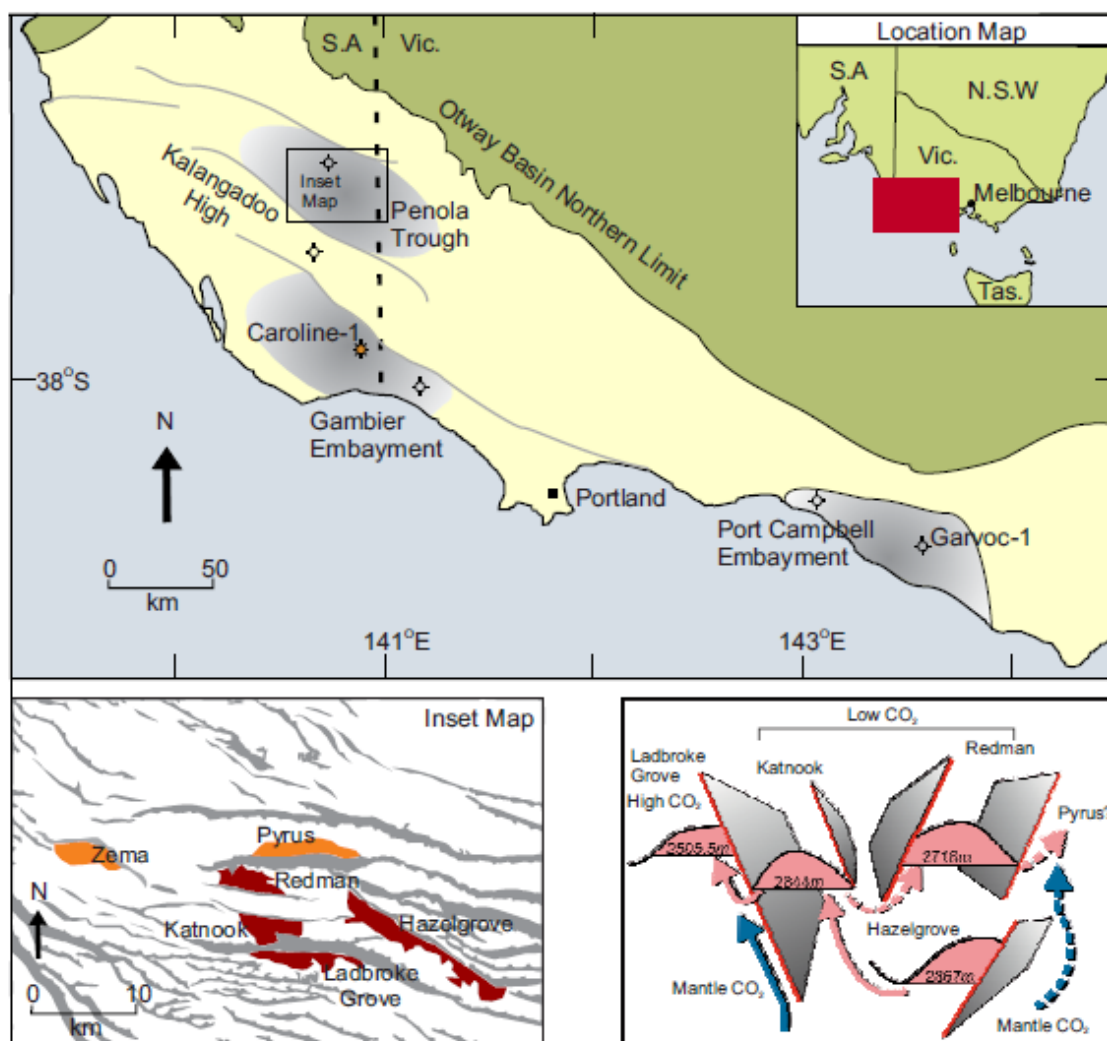 S.A
Vic.
Location Map
S.A
N.S.W
Vic.
Melbourne
Tas.
Otway Basin Northern Limit
Kalangadoo
High
Inset
Map
Penola
Trough
Caroline-1
38°S
Gambier
Embayment
N
Portland
Port Campbell
Embayment
Garvoc-1
0 50
km
141°E
143°E
Inset Map
Zema
Pyrus
Redman
Katnook
Hazelgrove
Ladbroke
Grove
N
0 10
km
Low CO₂
Ladbroke
Grove
High CO₂
Katnook
Redman
Pyrus?
2505.5m
2844m
2718m
Hazelgrove
Mantle CO₂
Mantle CO₂